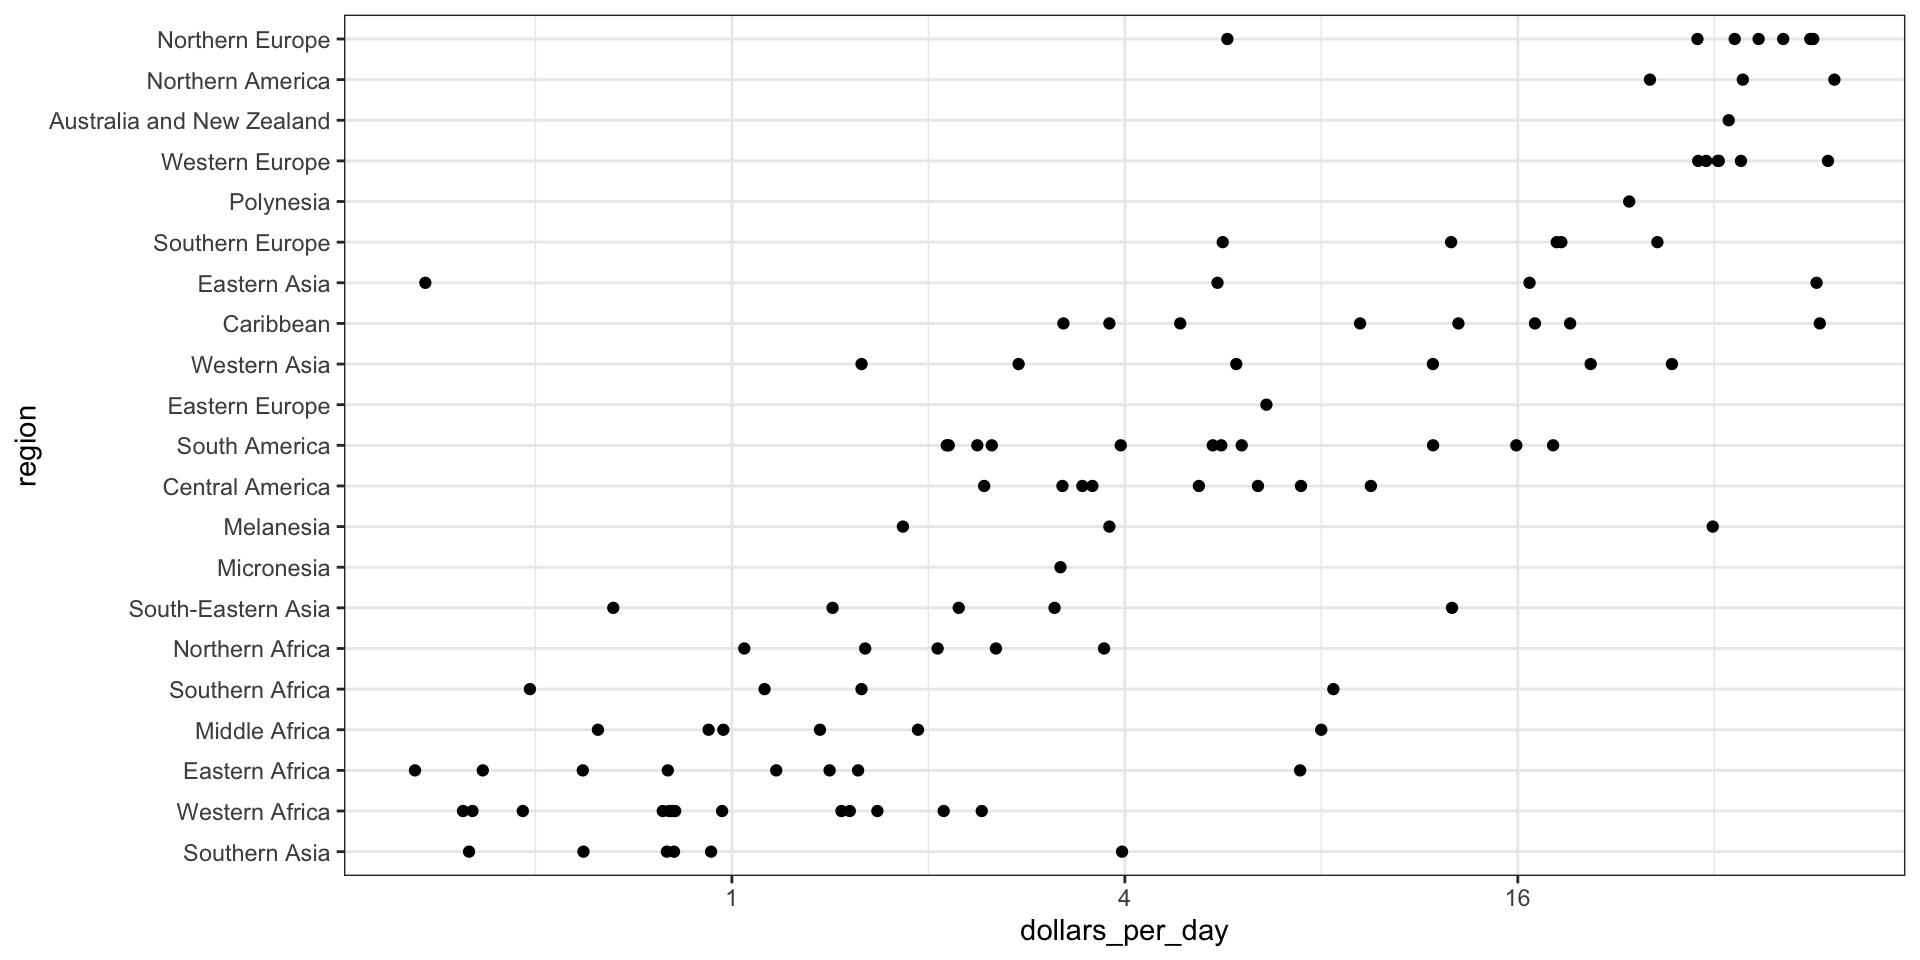 Northern Europe
Northern America
Australia and New Zealand
Western Europe
Polynesia
Southern Europe
Eastern Asia
Caribbean
Western Asia
Eastern Europe
South America
Central America
Melanesia
Micronesia
South-Eastern Asia
Northern Africa
Southern Africa
Middle Africa
Eastern Africa
Western Africa
Southern Asia
region
1 4 16
dollars_per_day